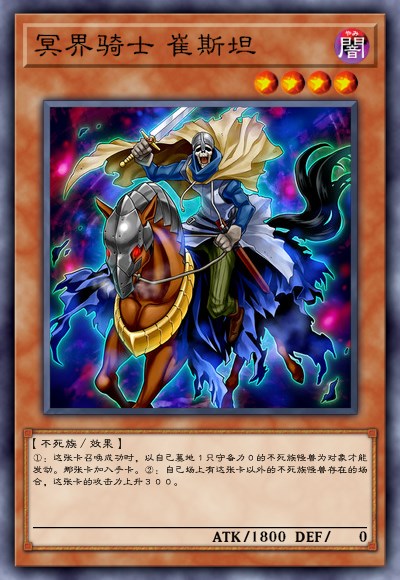 冥界骑士 崔斯坦
やみ
闇
【不死族／效果】
①：这张卡召唤成功时，以自己墓地１只守备力０的不死族怪兽为对象才能
发动。那张卡加入手卡。②：自己场上有这张卡以外的不死族怪兽存在的场
合，这张卡的攻击力上升３００。
ATK/1800 DEF/ 0